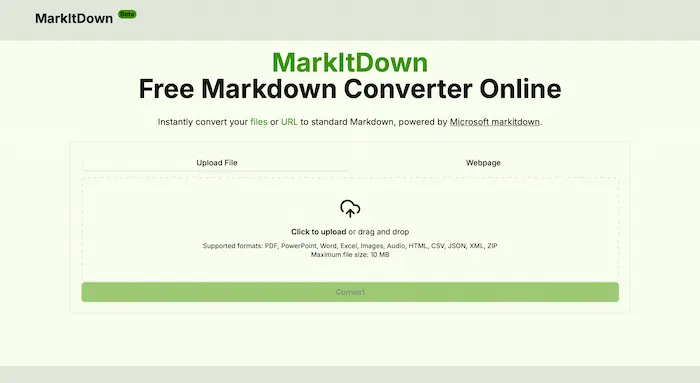 MarkItDown Beta
MarkItDown
Free Markdown Converter Online
Instantly convert your files or URL to standard Markdown, powered by Microsoft markitdown.
Upload File
Webpage
Click to upload or drag and drop
Supported formats: PDF, PowerPoint, Word, Excel, Images, Audio, HTML, CSV, JSON, XML, ZIP
Maximum file size: 10 MB
Convert